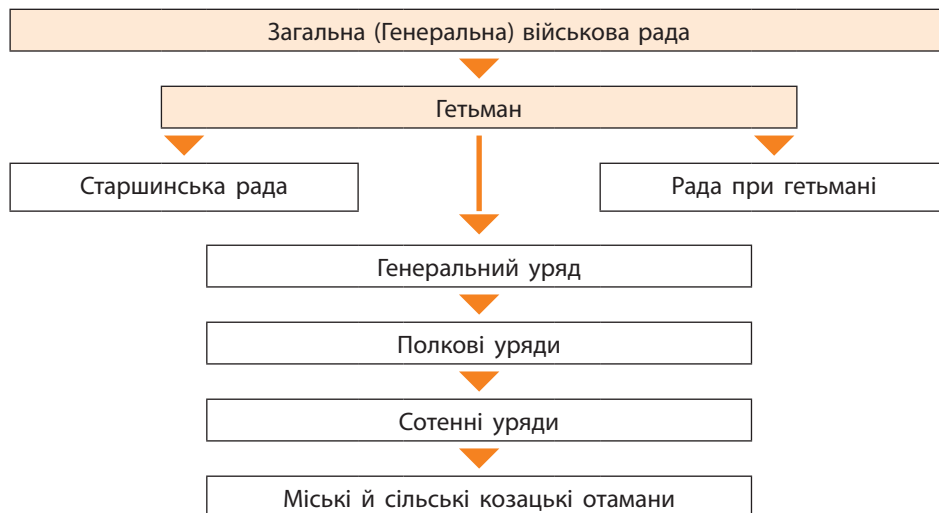 Загальна (Генеральна) військова рада
Гетьман
Старшинська рада
Рада при гетьмані
Генеральний уряд
Полкові уряди
Сотенні уряди
Міські й сільські козацькі отамани